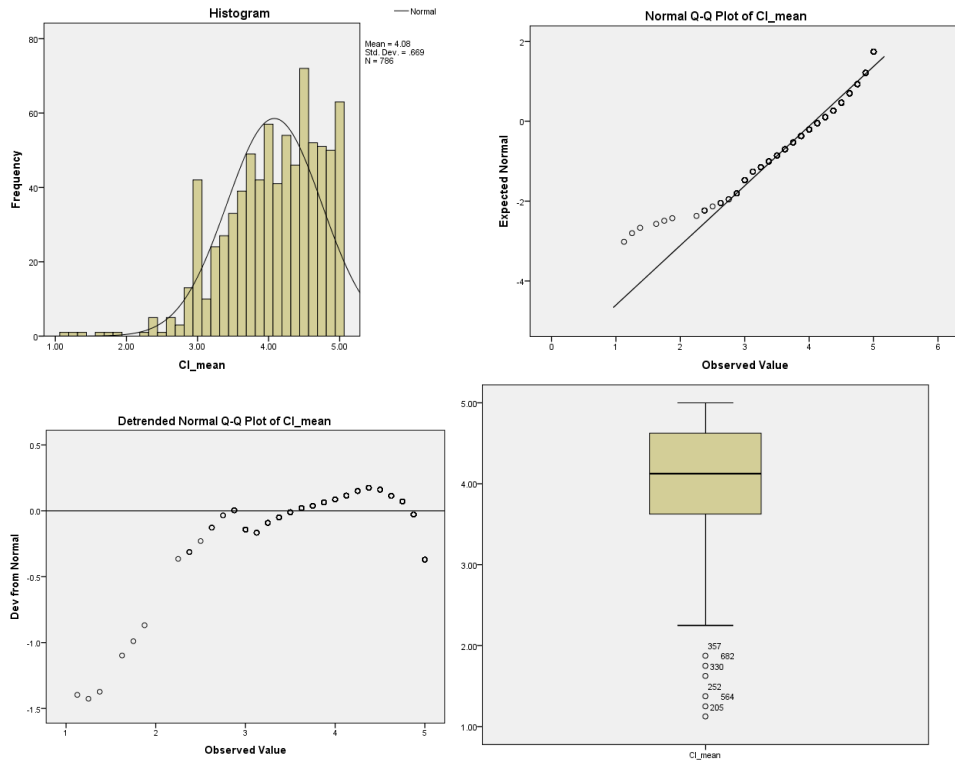 Histogram
Normal
Mean = 4.08
Std. Dev. = .669
N = 786
80
60
40
20
0
Frequency
1.00 2.00 3.00 4.00 5.00
CI_mean
Normal Q-Q Plot of CI_mean
2
0
-2
-4
Expected Normal
0 1 2 3 4 5 6
Observed Value
Detrended Normal Q-Q Plot of CI_mean
0.5
0.0
-0.5
-1.0
-1.5
Dev from Normal
1 2 3 4 5
Observed Value
5.00
4.00
3.00
2.00
1.00
357
682
330
252
564
205
CI_mean